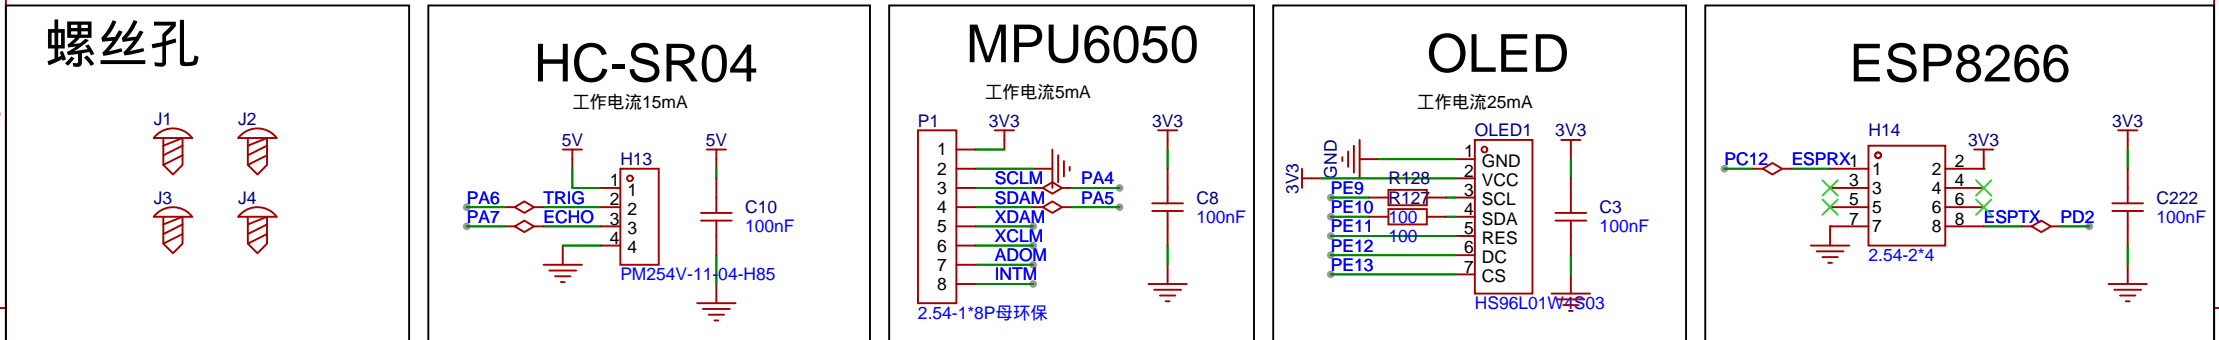 螺丝孔
J1
J2
J3
J4
HC-SR04
工作电流15mA
5V
5V
H13
1
1
PA6
TRIG
2
2
PA7
ECHO
3
3
4
4
C10
100nF
PM254V-11-04-H85
MPU6050
工作电流5mA
P1
3V3
3V3
1
2
3
SCLM
PA4
4
SDAM
PA5
5
XDAM
6
XCLM
7
ADOM
8
INTM
C8
100nF
2.54-1*8P母环保
OLED
工作电流25mA
OLED1
3V3
GND
3V3
1
GND
2
VCC
R128
PE9
3
SCL
R127
PE10
100
4
SDA
PE11
100
5
RES
PE12
6
DC
PE13
7
CS
C3
100nF
HS96L01W4S03
ESP8266
H14
3V3
3V3
PC12
ESPRX
1
1
2
2
3
3
4
4
5
5
6
6
7
7
8
8
ESPTX
PD2
C222
100nF
2.54-2*4